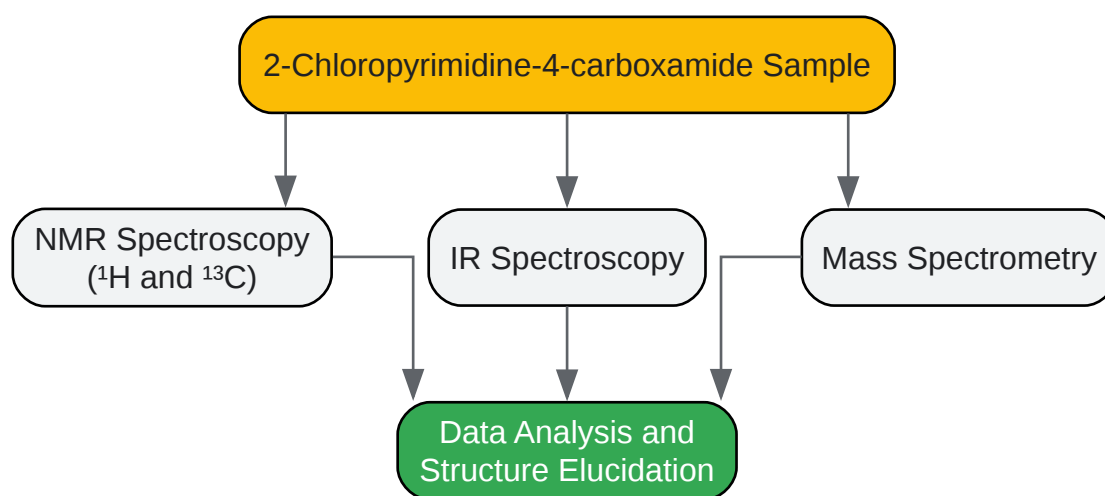 2-Chloropyrimidine-4-carboxamide Sample
NMR Spectroscopy
(¹H and ¹³C)
IR Spectroscopy
Mass Spectrometry
Data Analysis and
Structure Elucidation